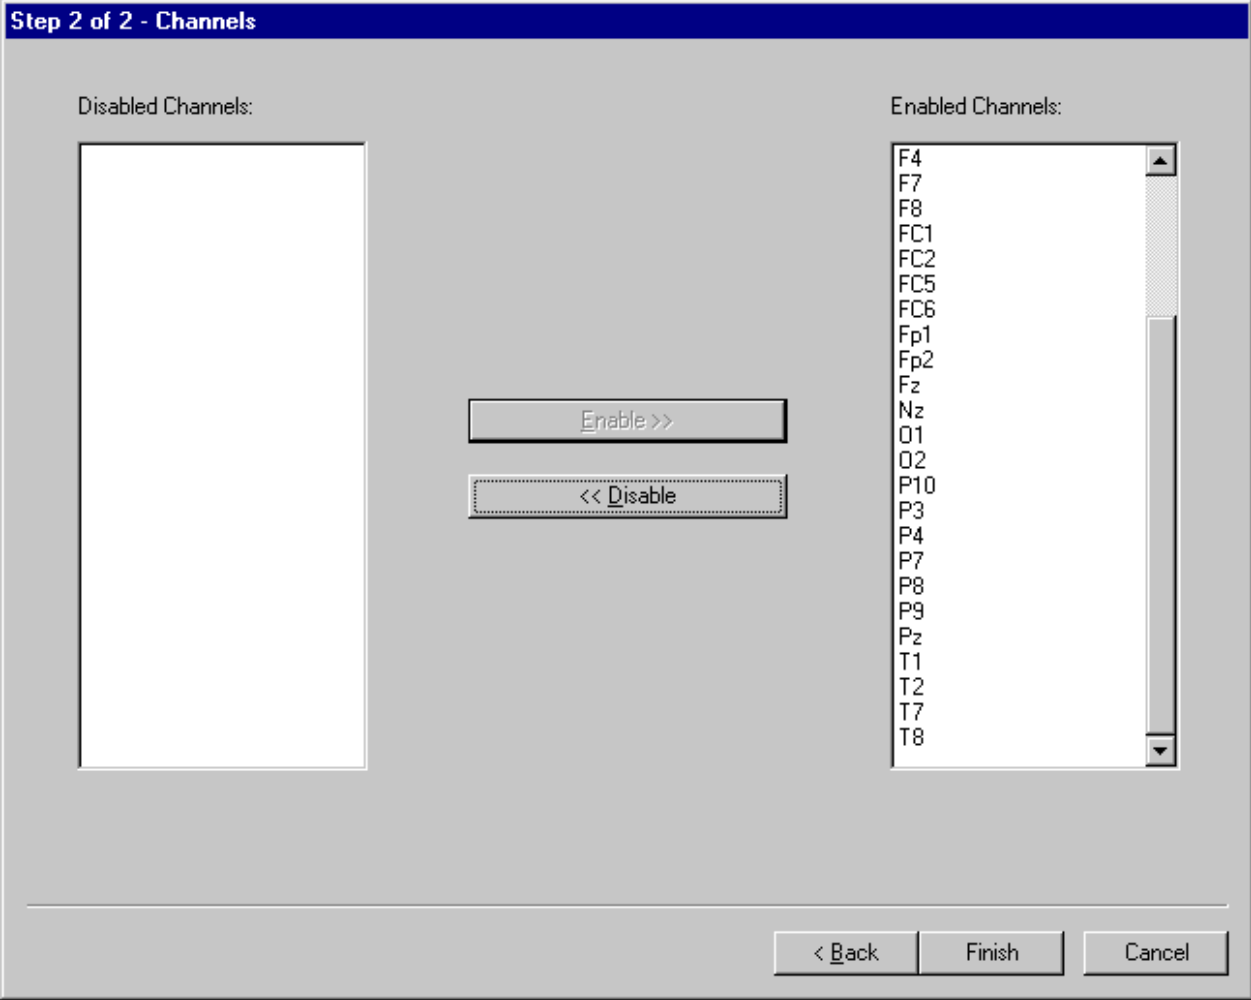 Step 2 of 2 - Channels
Disabled Channels:
Enabled Channels:
F4
F7
F8
FC1
FC2
FC5
FC6
Fp1
Fp2
Fz
Nz
O1
O2
P10
P3
P4
P7
P8
P9
Pz
T1
T2
T7
T8
Enable >>
<< Disable
< Back
Finish
Cancel